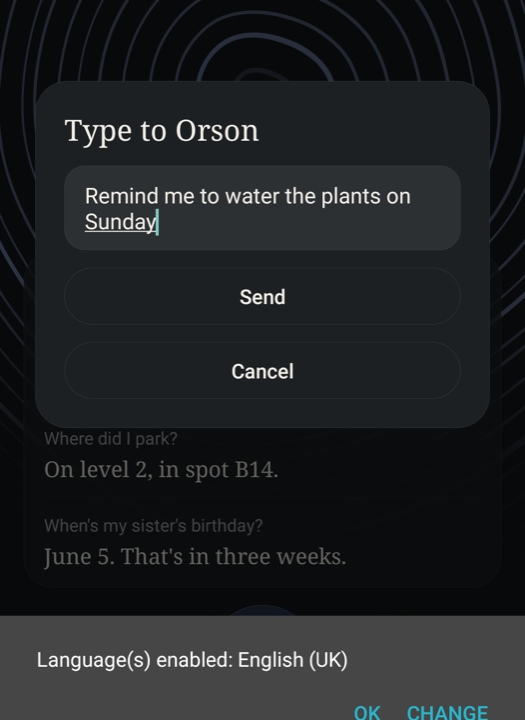 Type to Orson
Remind me to water the plants on
Sunday
Send
Cancel
Where did I park?
On level 2, in spot B14.
When's my sister's birthday?
June 5. That's in three weeks.
Language(s) enabled: English (UK)
OK CHANGE